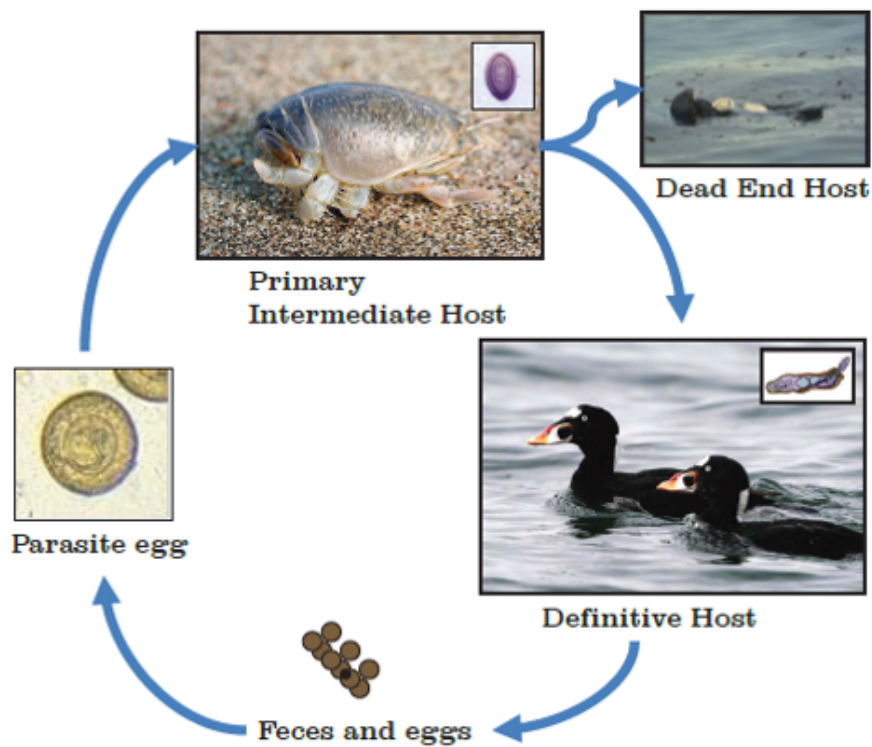 Primary
Intermediate Host
Dead End Host
Definitive Host
Feces and eggs
Parasite egg